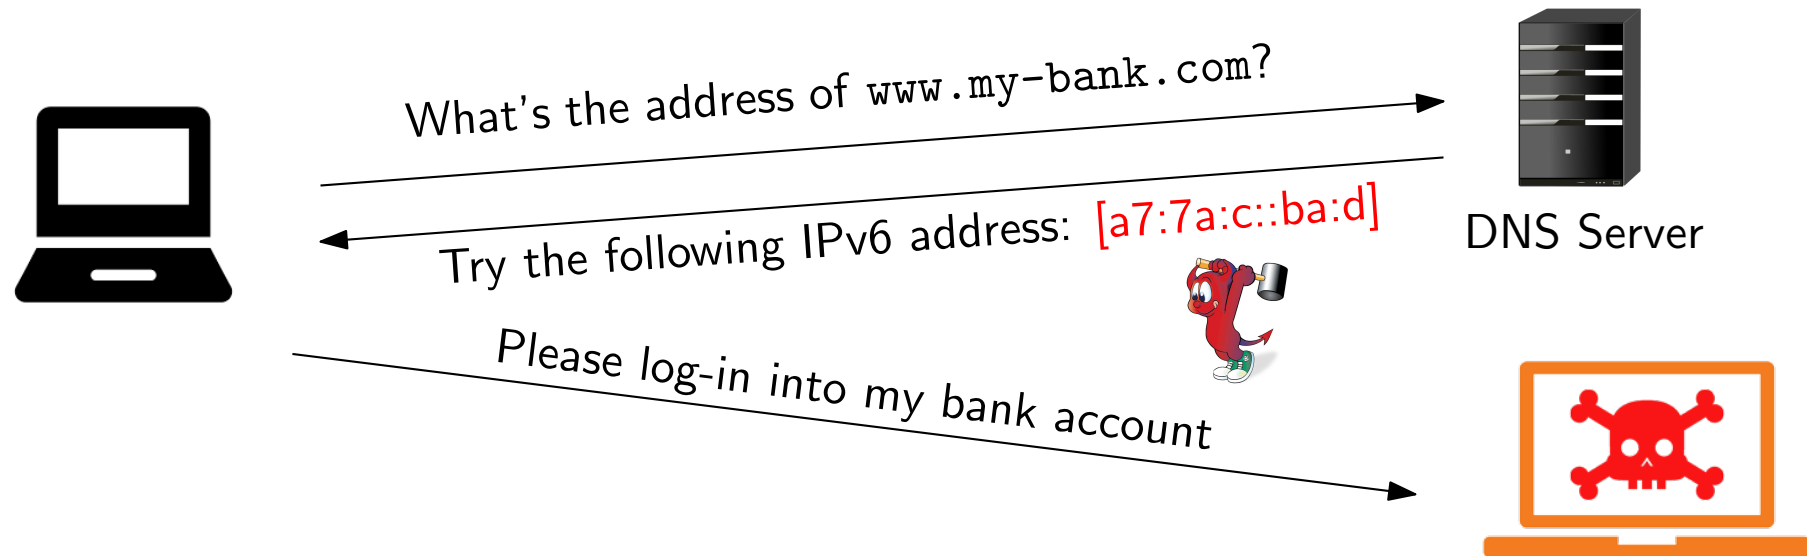 What's the address of www.my-bank.com?
Try the following IPv6 address: [a7:7a:c::ba:d]
DNS Server
Please log-in into my bank account